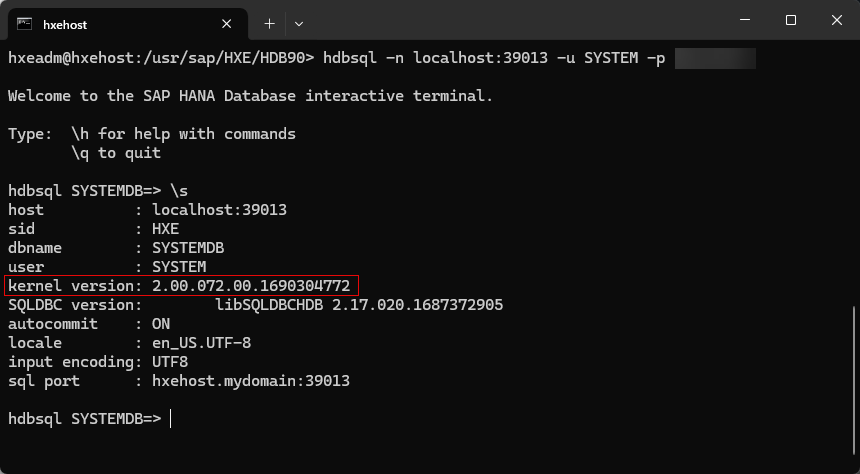 hxehost
hxeadm@hxehost:/usr/sap/HXE/HDB90> hdbsql -n localhost:39013 -u SYSTEM -p
Welcome to the SAP HANA Database interactive terminal.
Type:  \h for help with commands
       \q to quit
hdbsql SYSTEMDB=> \s
host          : localhost:39013
sid           : HXE
dbname        : SYSTEMDB
user          : SYSTEM
kernel version: 2.00.072.00.1690304772
SQLDBC version:        libSQLDBCHDB 2.17.020.1687372905
autocommit    : ON
locale        : en_US.UTF-8
input encoding: UTF8
sql port      : hxehost.mydomain:39013
hdbsql SYSTEMDB=>